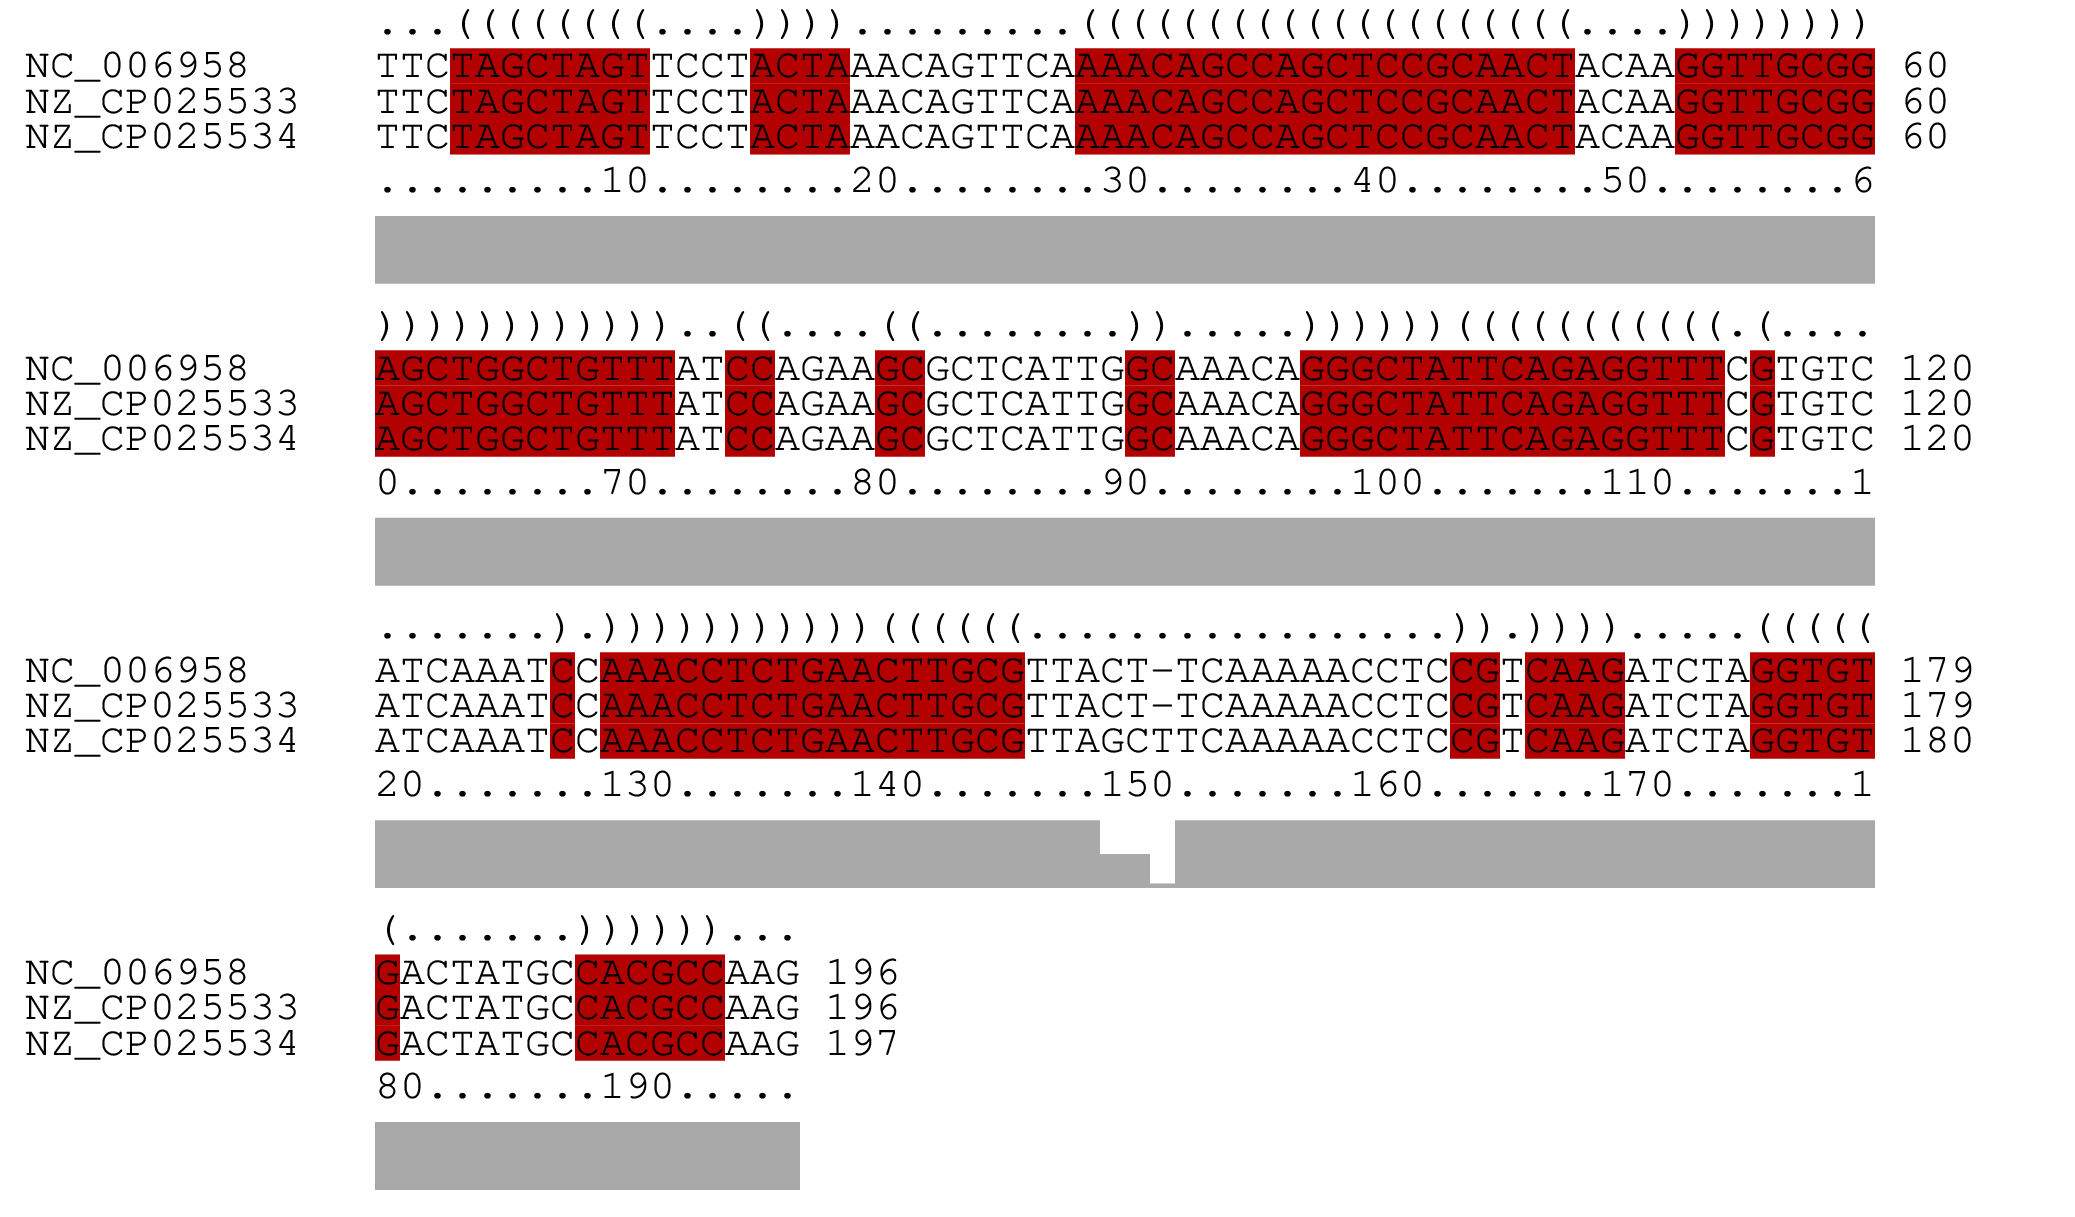 ...((((((((....)))).........((((((((((((((((((((....))))))))
NC_006958 TTCTAGCTAGTTCCTACTAAACAGTTCAAAACAGCCAGCTCCGCAACTACAAGGTTGCGG 60
NZ_CP025533 TTCTAGCTAGTTCCTACTAAACAGTTCAAAACAGCCAGCTCCGCAACTACAAGGTTGCGG 60
NZ_CP025534 TTCTAGCTAGTTCCTACTAAACAGTTCAAAACAGCCAGCTCCGCAACTACAAGGTTGCGG 60
.........10........20........30........40........50........6
))))))))))))..((....((........)).....))))))(((((((((((.(....
NC_006958 AGCTGGCTGTTTATCCAGAAGCGCTCATTGGCAAACAGGGCTATTCAGAGGTTTCGTGTC 120
NZ_CP025533 AGCTGGCTGTTTATCCAGAAGCGCTCATTGGCAAACAGGGCTATTCAGAGGTTTCGTGTC 120
NZ_CP025534 AGCTGGCTGTTTATCCAGAAGCGCTCATTGGCAAACAGGGCTATTCAGAGGTTTCGTGTC 120
0........70........80........90........100.......110.......1
.......).)))))))))))((((((.................)).)))).....(((((
NC_006958 ATCAAATCCAAACCTCTGAACTTGCGTTACT-TCAAAAACCTCCGTCAAGATCTAGGTGT 179
NZ_CP025533 ATCAAATCCAAACCTCTGAACTTGCGTTACT-TCAAAAACCTCCGTCAAGATCTAGGTGT 179
NZ_CP025534 ATCAAATCCAAACCTCTGAACTTGCGTTAGCTTCAAAAACCTCCGTCAAGATCTAGGTGT 180
20.......130.......140.......150.......160.......170.......1
(.......))))))...
NC_006958 GACTATGCCACGCCAAG 196
NZ_CP025533 GACTATGCCACGCCAAG 196
NZ_CP025534 GACTATGCCACGCCAAG 197
80.......190.....